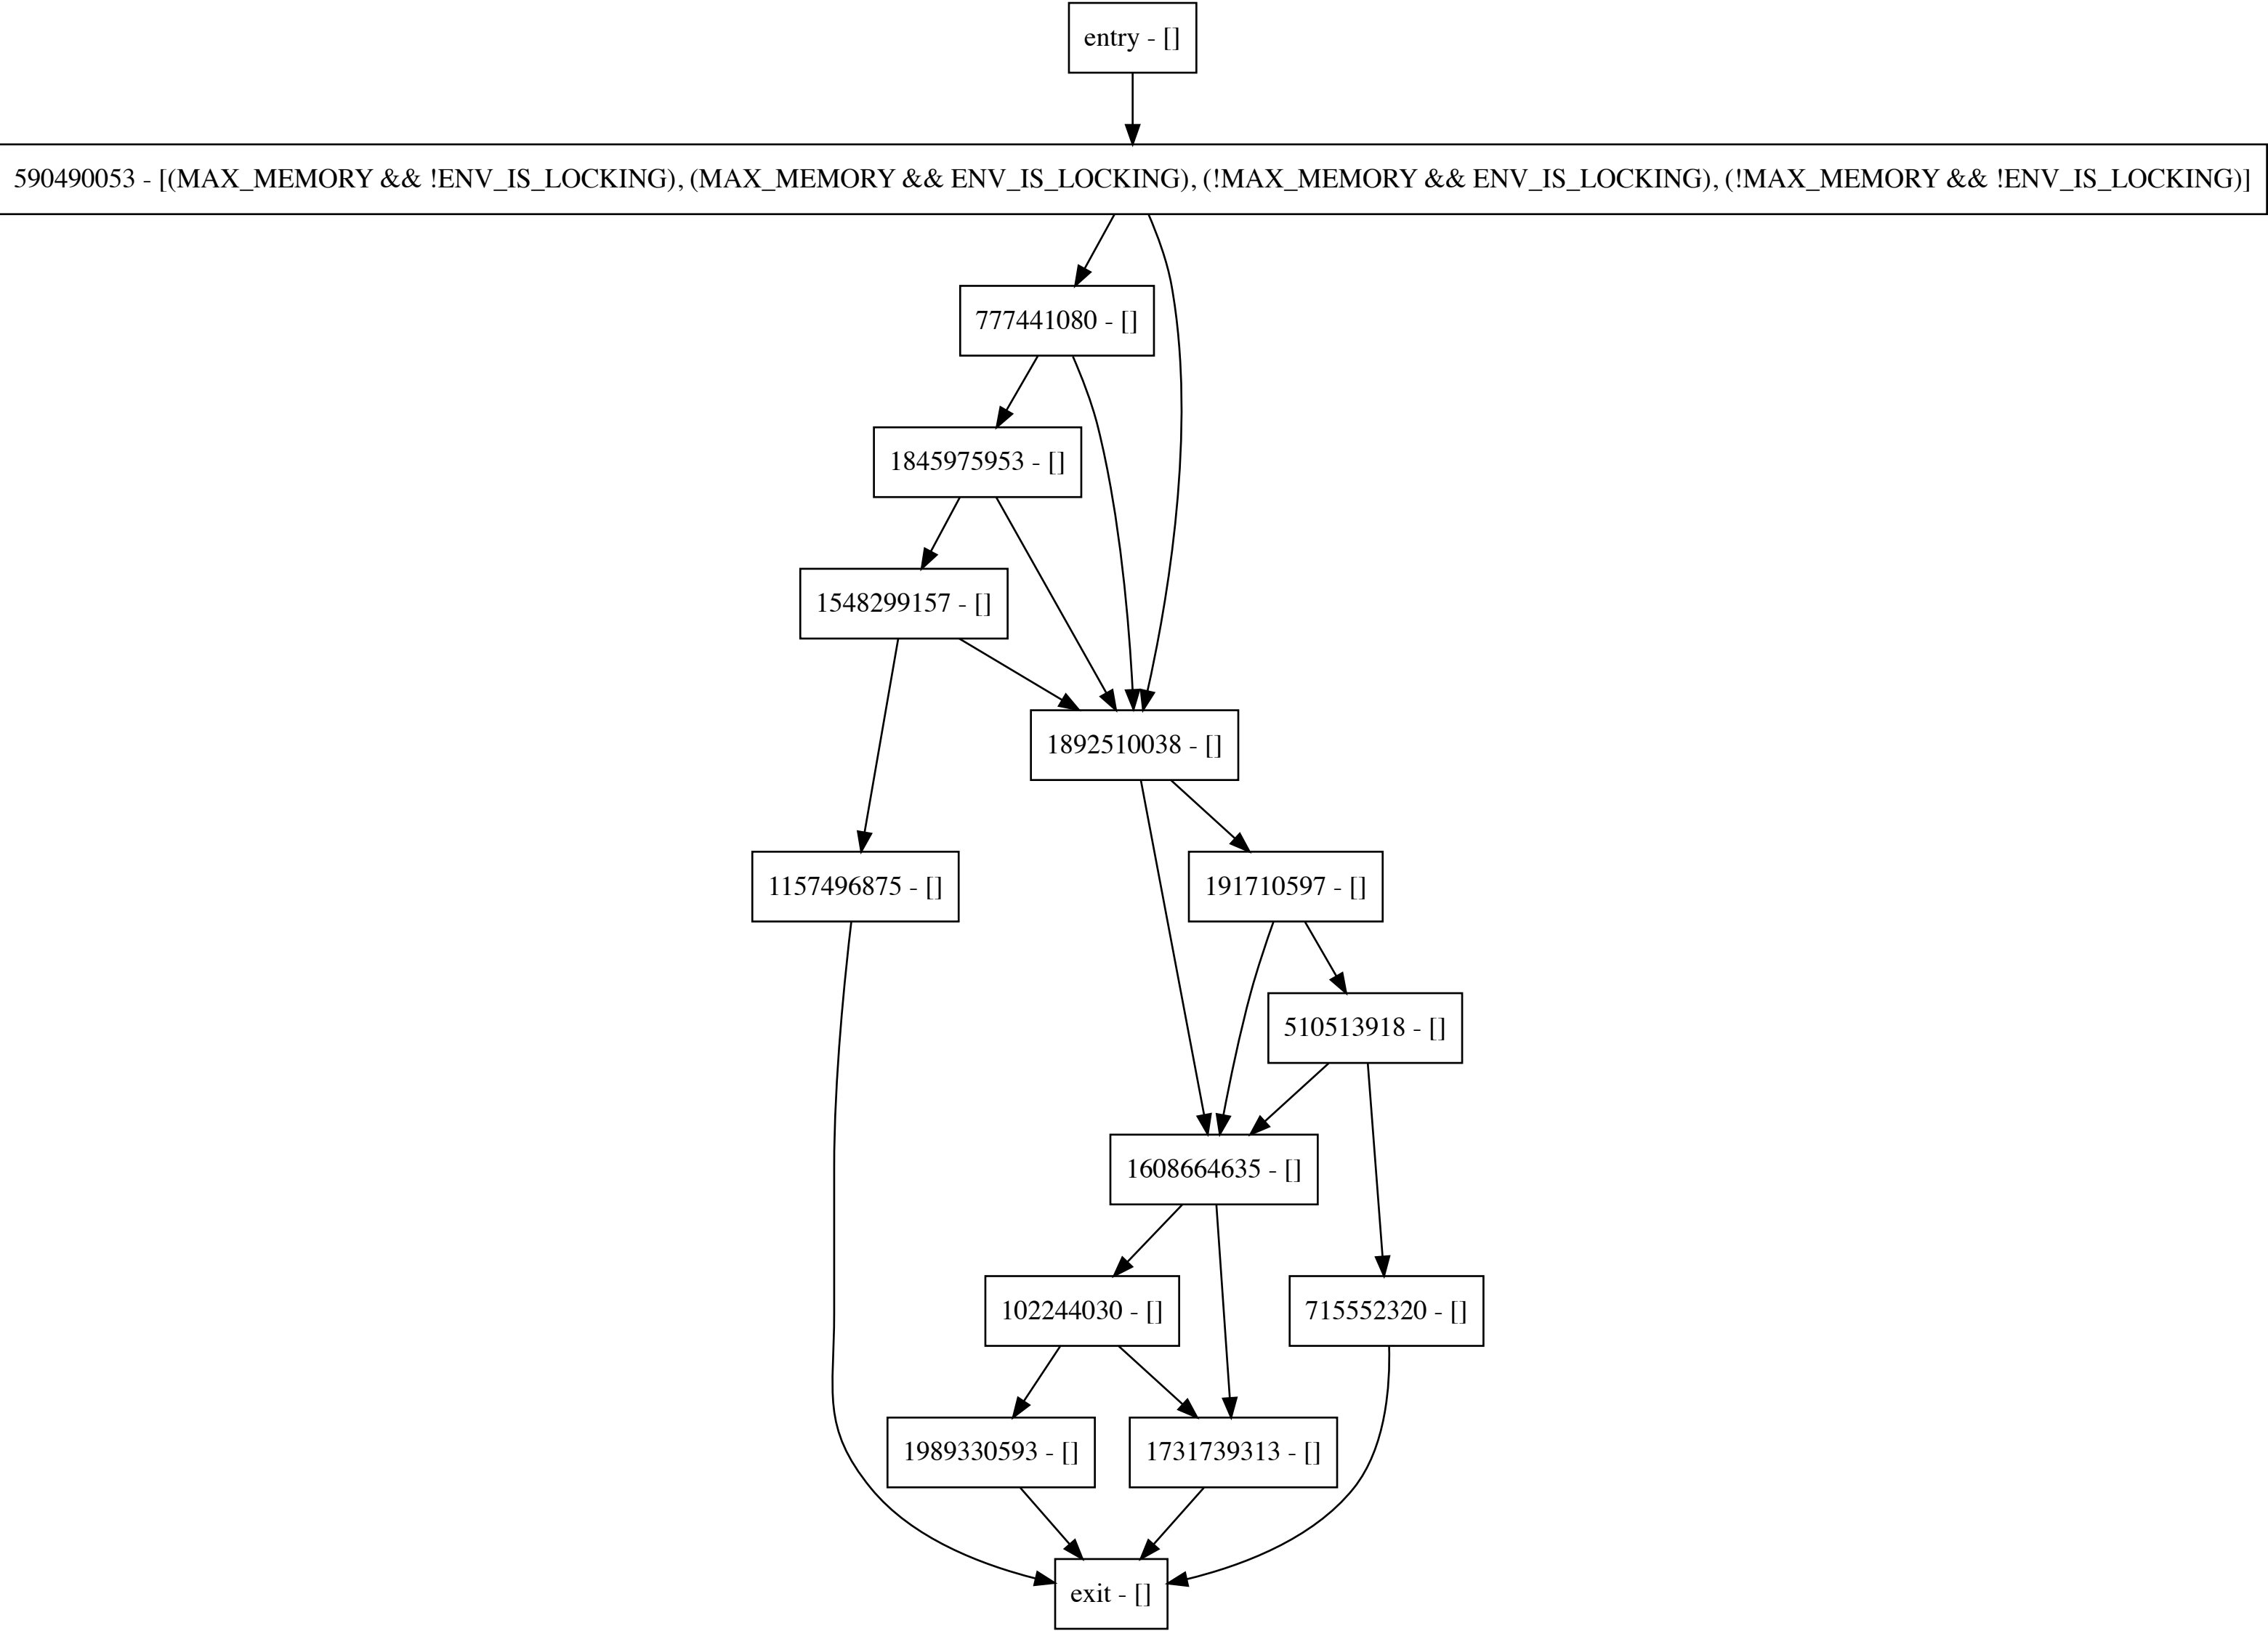 entry - []
590490053 - [(MAX_MEMORY && !ENV_IS_LOCKING), (MAX_MEMORY && ENV_IS_LOCKING), (!MAX_MEMORY && ENV_IS_LOCKING), (!MAX_MEMORY && !ENV_IS_LOCKING)]
777441080 - []
1845975953 - []
1548299157 - []
1892510038 - []
1157496875 - []
191710597 - []
510513918 - []
1608664635 - []
102244030 - []
715552320 - []
1989330593 - []
1731739313 - []
exit - []